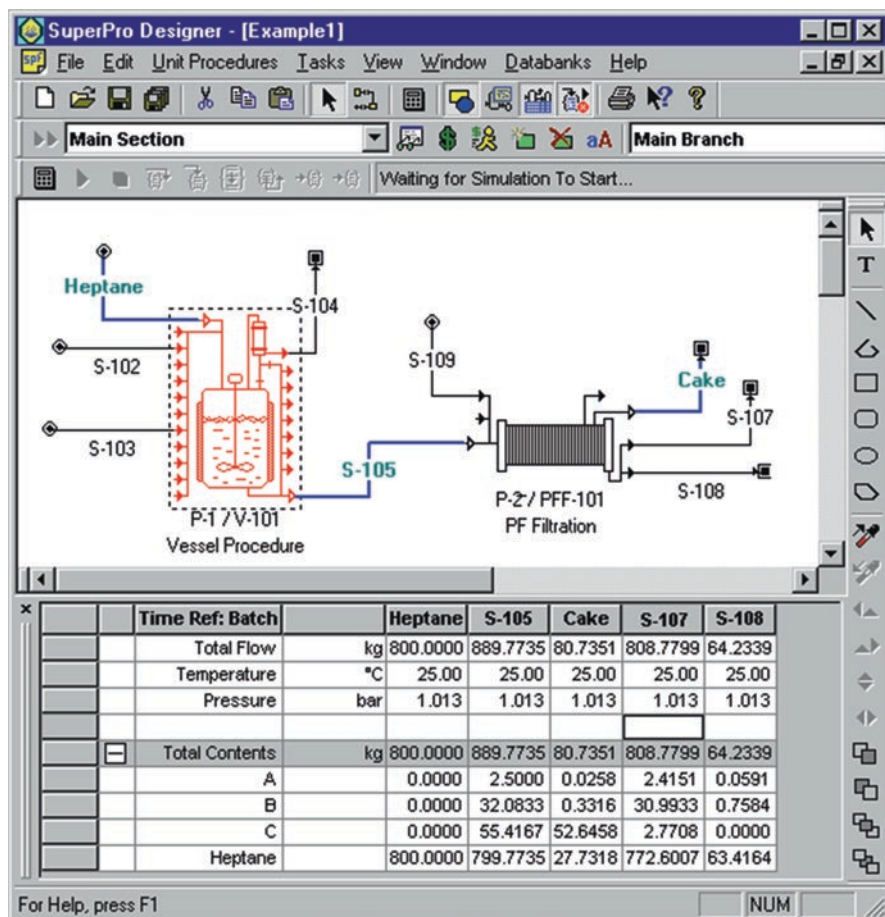 SuperPro Designer - [Example1]
File Edit Unit Procedures Tasks View Window Databanks Help
Main Section aA Main Branch
Waiting for Simulation To Start...
Heptane
S-104
S-102
S-109
Cake
S-107
S-103
S-105
S-108
P-1 / V-101
Vessel Procedure
P-2 / PFF-101
PF Filtration
T
Time Ref: Batch Heptane S-105 Cake S-107 S-108
Total Flow kg 800.0000 889.7735 80.7351 808.7799 64.2339
Temperature °C 25.00 25.00 25.00 25.00 25.00
Pressure bar 1.013 1.013 1.013 1.013 1.013
Total Contents kg 800.0000 889.7735 80.7351 808.7799 64.2339
A 0.0000 2.5000 0.0258 2.4151 0.0591
B 0.0000 32.0833 0.3316 30.9933 0.7584
C 0.0000 55.4167 52.6458 2.7708 0.0000
Heptane 800.0000 799.7735 27.7318 772.6007 63.4164
For Help, press F1 NUM